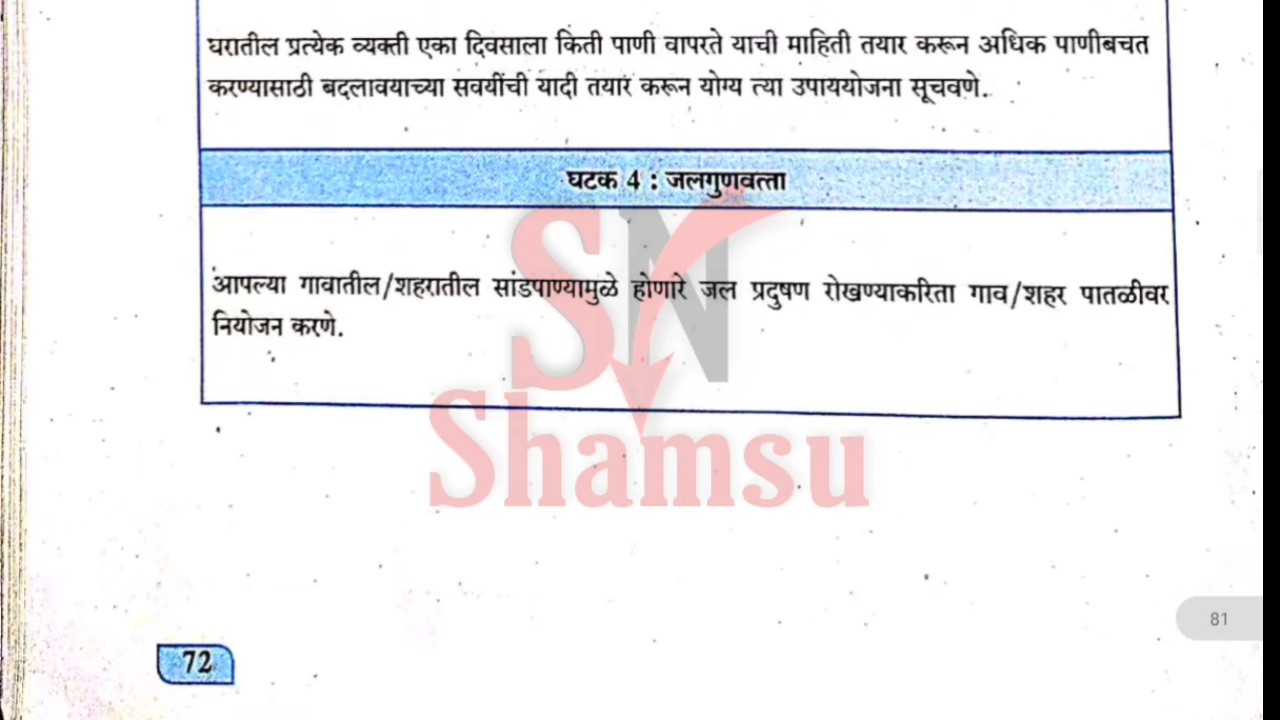 घरातील प्रत्येक व्यक्ती एका दिवसाला किती पाणी वापरते याची माहिती तयार करून अधिक पाणीबचत
करण्यासाठी बदलावयाच्या सवयींची यादी तयार करून योग्य त्या उपाययोजना सूचवणे.
घटक 4 : जलगुणवत्ता
आपल्या गावातील/शहरातील सांडपाण्यामुळे होणारे जल प्रदुषण रोखण्याकरिता गाव/शहर पातळीवर
नियोजन करणे.
SN
Shamsu
81
72